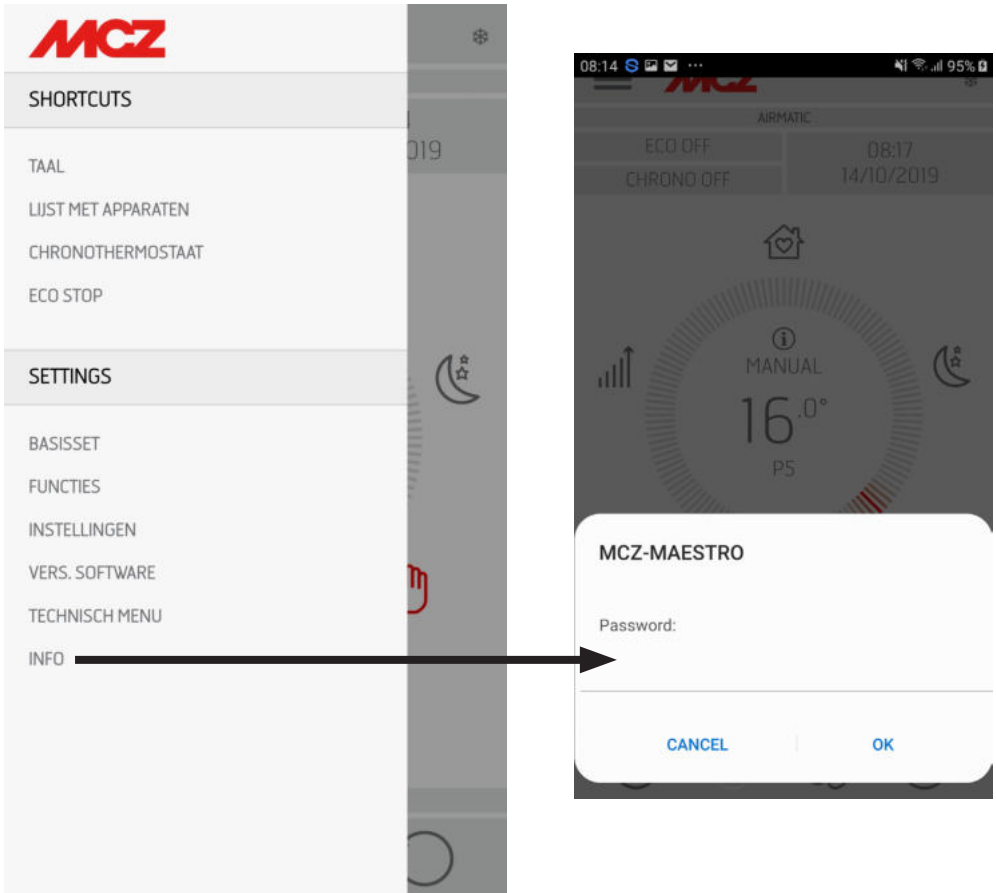 MCZ
SHORTCUTS
TAAL
LIJST MET APPARATEN
CHRONOTHERMOSTAAT
ECO STOP
SETTINGS
BASISSET
FUNCTIES
INSTELLINGEN
VERS. SOFTWARE
TECHNISCH MENU
INFO
019
08:14 95%
MCZ
AIRMATIC
ECO OFF
08:17
CHRONO OFF
14/10/2019
MANUAL
16.0°
P5
MCZ-MAESTRO
Password:
CANCEL OK